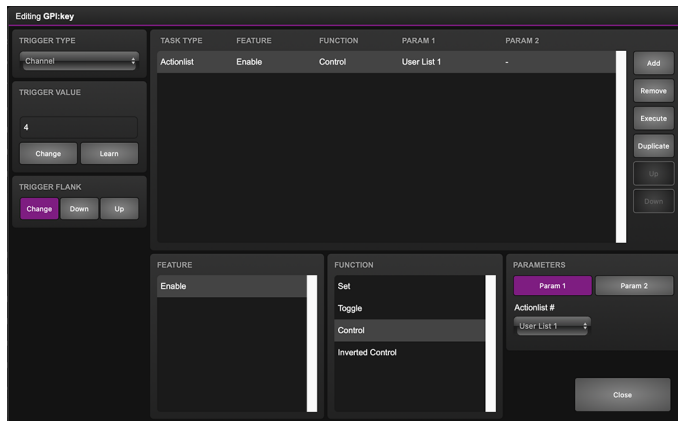 Editing GPI:key
TRIGGER TYPE
Channel
TRIGGER VALUE
4
Change Learn
TRIGGER FLANK
Change Down Up
TASK TYPE FEATURE FUNCTION PARAM 1 PARAM 2
Actionlist Enable Control User List 1 -
Add
Remove
Execute
Duplicate
Up
Down
FEATURE
Enable
FUNCTION
Set
Toggle
Control
Inverted Control
PARAMETERS
Param 1 Param 2
Actionlist #
User List 1
Close